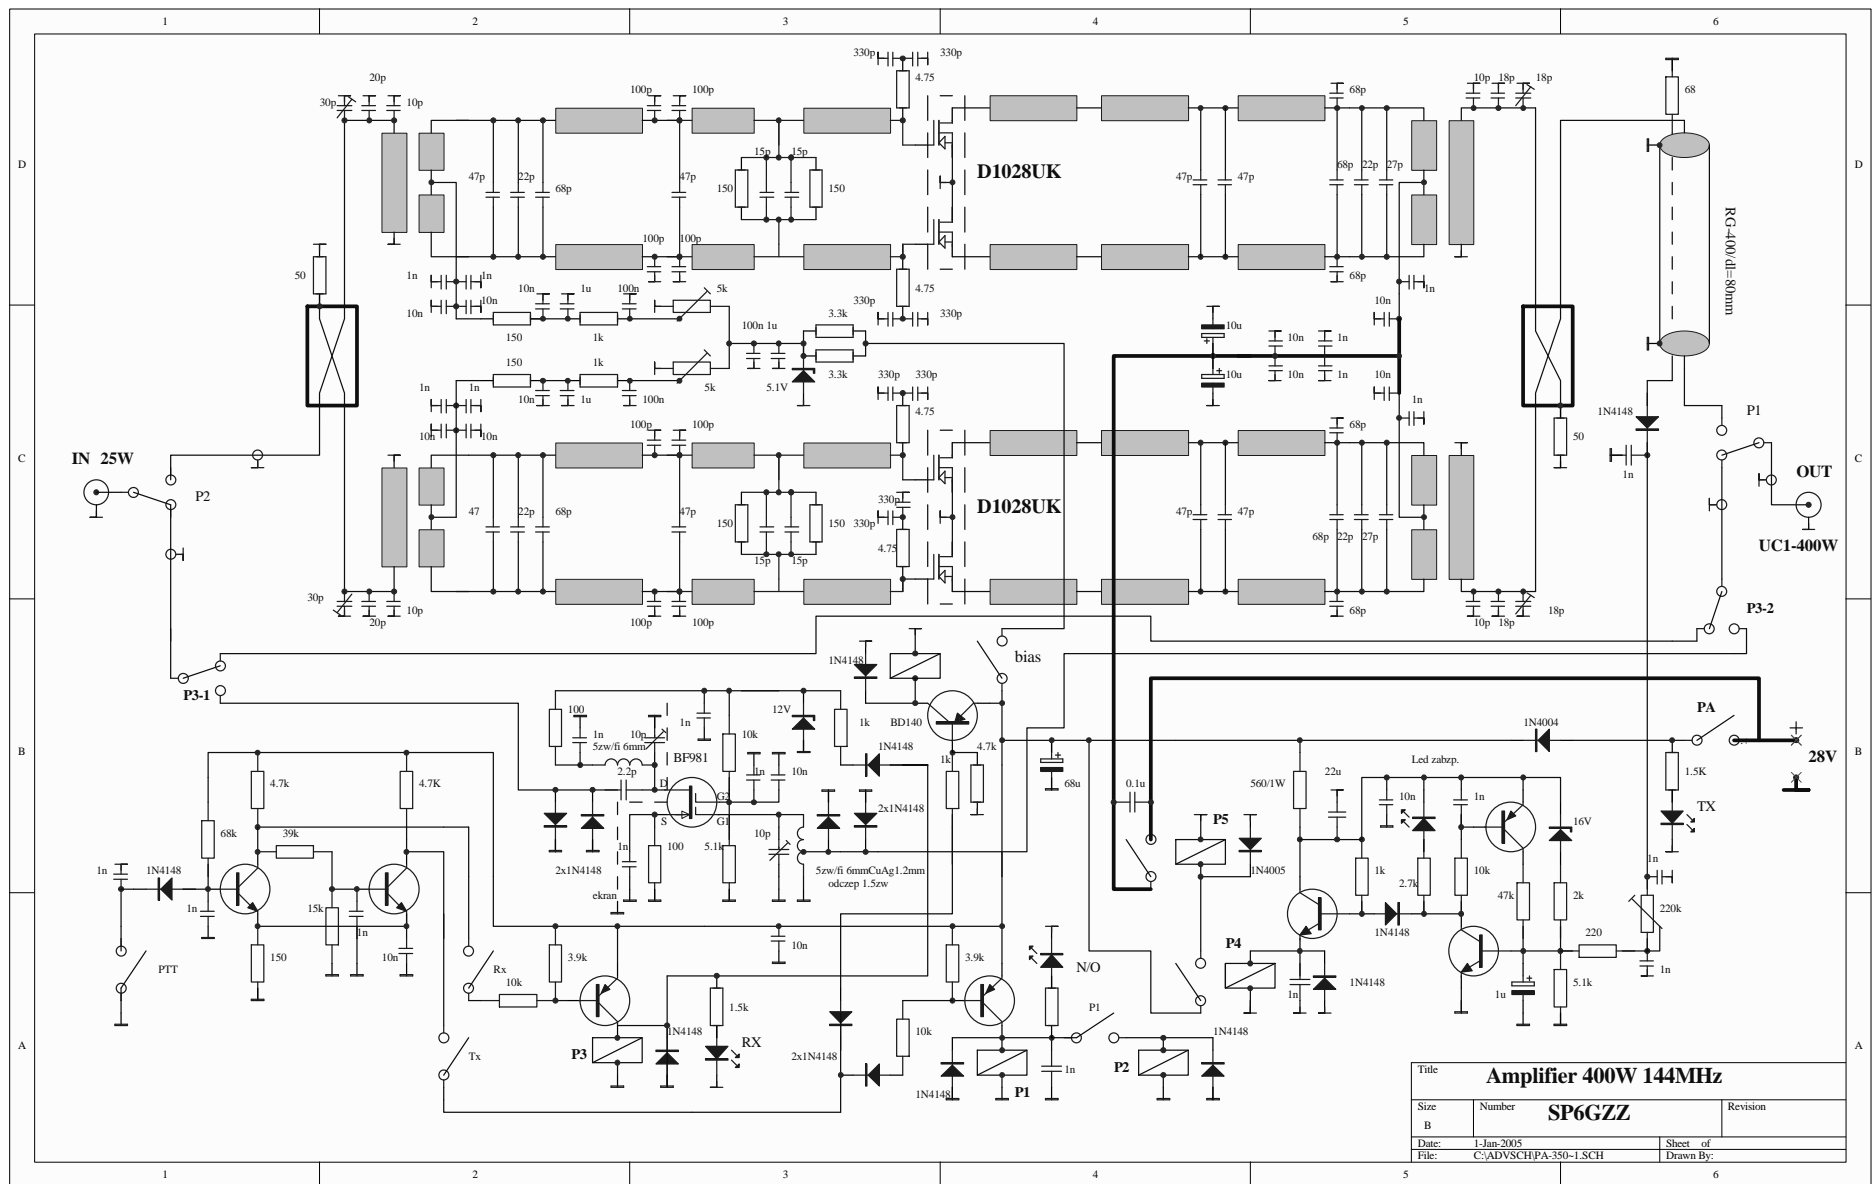 1 2 3 4 5 6
330p 330p
20p 100p 100p 4.75 68p 10p 18p 18p
30p 10p 68
D D
15p 15p D1028UK
47p 22p 68p 47p 150 150 47p 47p 68p 22p 27p
RG-400/dl=80mm
100p 100p
50 1n 1n 10n 1u 100n 5k 4.75 68p 1n
10n 10n 330p 330p 10n
150 1k 100n 1u 3.3k 10u 10n 1n
150 1k 3.3k
1n 1n 10n 1u 100n 5k 5.1V 330p 330p 10u 10n 1n 10n
4.75 1n 1N4148 P1
10n 10n 100p 100p 68p 50
C C
IN 25W 1n OUT
P2 330p
47 22p 68p 47p 150 150 330p D1028UK 47p 47p
68p 22p 27p UC1-400W
15p 15p 4.75
30p 20p 10p 100p 100p 68p 10p 18p 18p
P3-2
1N4148 bias
P3-1
100 1n 12V 1k BD140 PA
1n 10p 10k 1N4004
5zw/fi 6mm BF981 1N4148 4.7k +
B B
28V
2.2p 1n 10n 1k Led zabzp.
4.7k 4.7K D G2 68u 0.1u 560/1W 22u 10n 1n 1.5K
TX
S G1 2x1N4148 P5 16V
68k 39k 10p
2x1N4148 1n 100 5.1k 1N4005 1k 2.7k 10k 1n
1n 1N4148 5zw/fi 6mmCuAg1.2mm
odczep 1.5zw
ekran
1n 15k 1n 47k 2k 220k
1N4148
PTT 150 10n Rx 3.9k 10n 3.9k N/O P4 220
10k 1n 1N4148 1u + 5.1k 1n
1.5k P1
P3 1N4148 RX 10k 1N4148
A A
Tx 2x1N4148
1N4148 P1 1n P2
Title Amplifier 400W 144MHz
Size Number Revision
B SP6GZZ
Date: 1-Jan-2005 Sheet of
File: C:\ADVSCH\PA-350~1.SCH Drawn By:
1 2 3 4 5 6